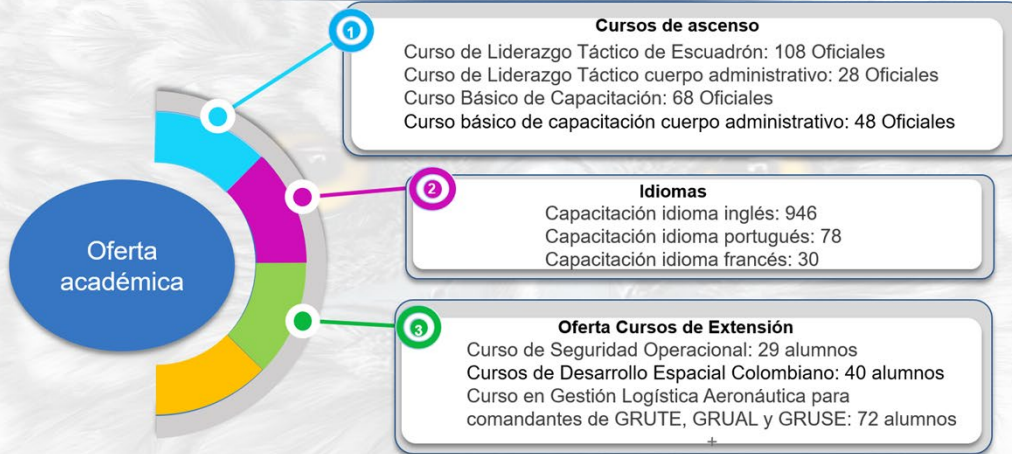 Oferta
académica
1
Cursos de ascenso
Curso de Liderazgo Táctico de Escuadrón: 108 Oficiales
Curso de Liderazgo Táctico cuerpo administrativo: 28 Oficiales
Curso Básico de Capacitación: 68 Oficiales
Curso básico de capacitación cuerpo administrativo: 48 Oficiales
2
Idiomas
Capacitación idioma inglés: 946
Capacitación idioma portugués: 78
Capacitación idioma francés: 30
3
Oferta Cursos de Extensión
Curso de Seguridad Operacional: 29 alumnos
Cursos de Desarrollo Espacial Colombiano: 40 alumnos
Curso en Gestión Logística Aeronáutica para
comandantes de GRUTE, GRUAL y GRUSE: 72 alumnos
+